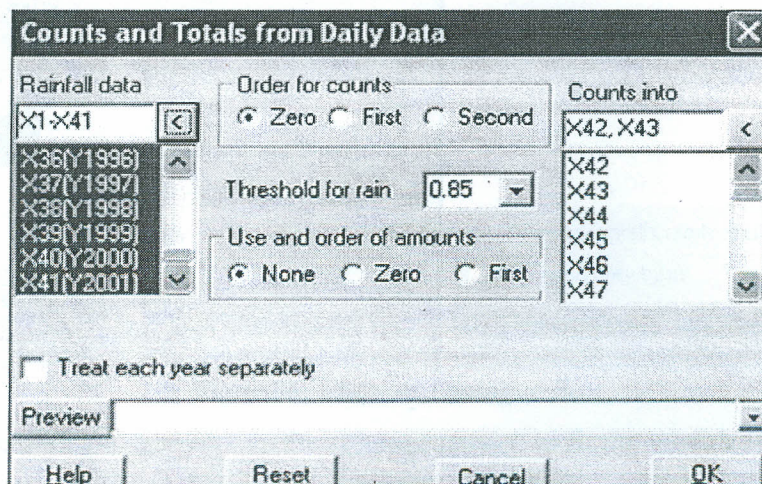 Counts and Totals from Daily Data
Rainfall data
X1-X41
<
X36(Y1996)
X37(Y1997)
X38(Y1998)
X39(Y1999)
X40(Y2000)
X41(Y2001)
Order for counts
Zero First Second
Threshold for rain 0.85
Use and order of amounts
None Zero First
Counts into
X42, X43
<
X42
X43
X44
X45
X46
X47
Treat each year separately
Preview
Help Reset Cancel OK